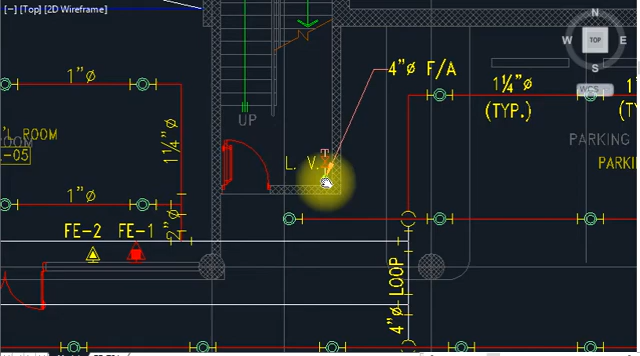 [−] [Top] [2D Wireframe]
N
W TOP E
S
WCS
4"ø F/A
1"ø
1¼"ø
(TYP.)
1¼"ø
UP
L. V.
PARKING
PARKI
'L ROOM
-05
1"ø
2"ø
FE-2 FE-1
4"ø LOOP